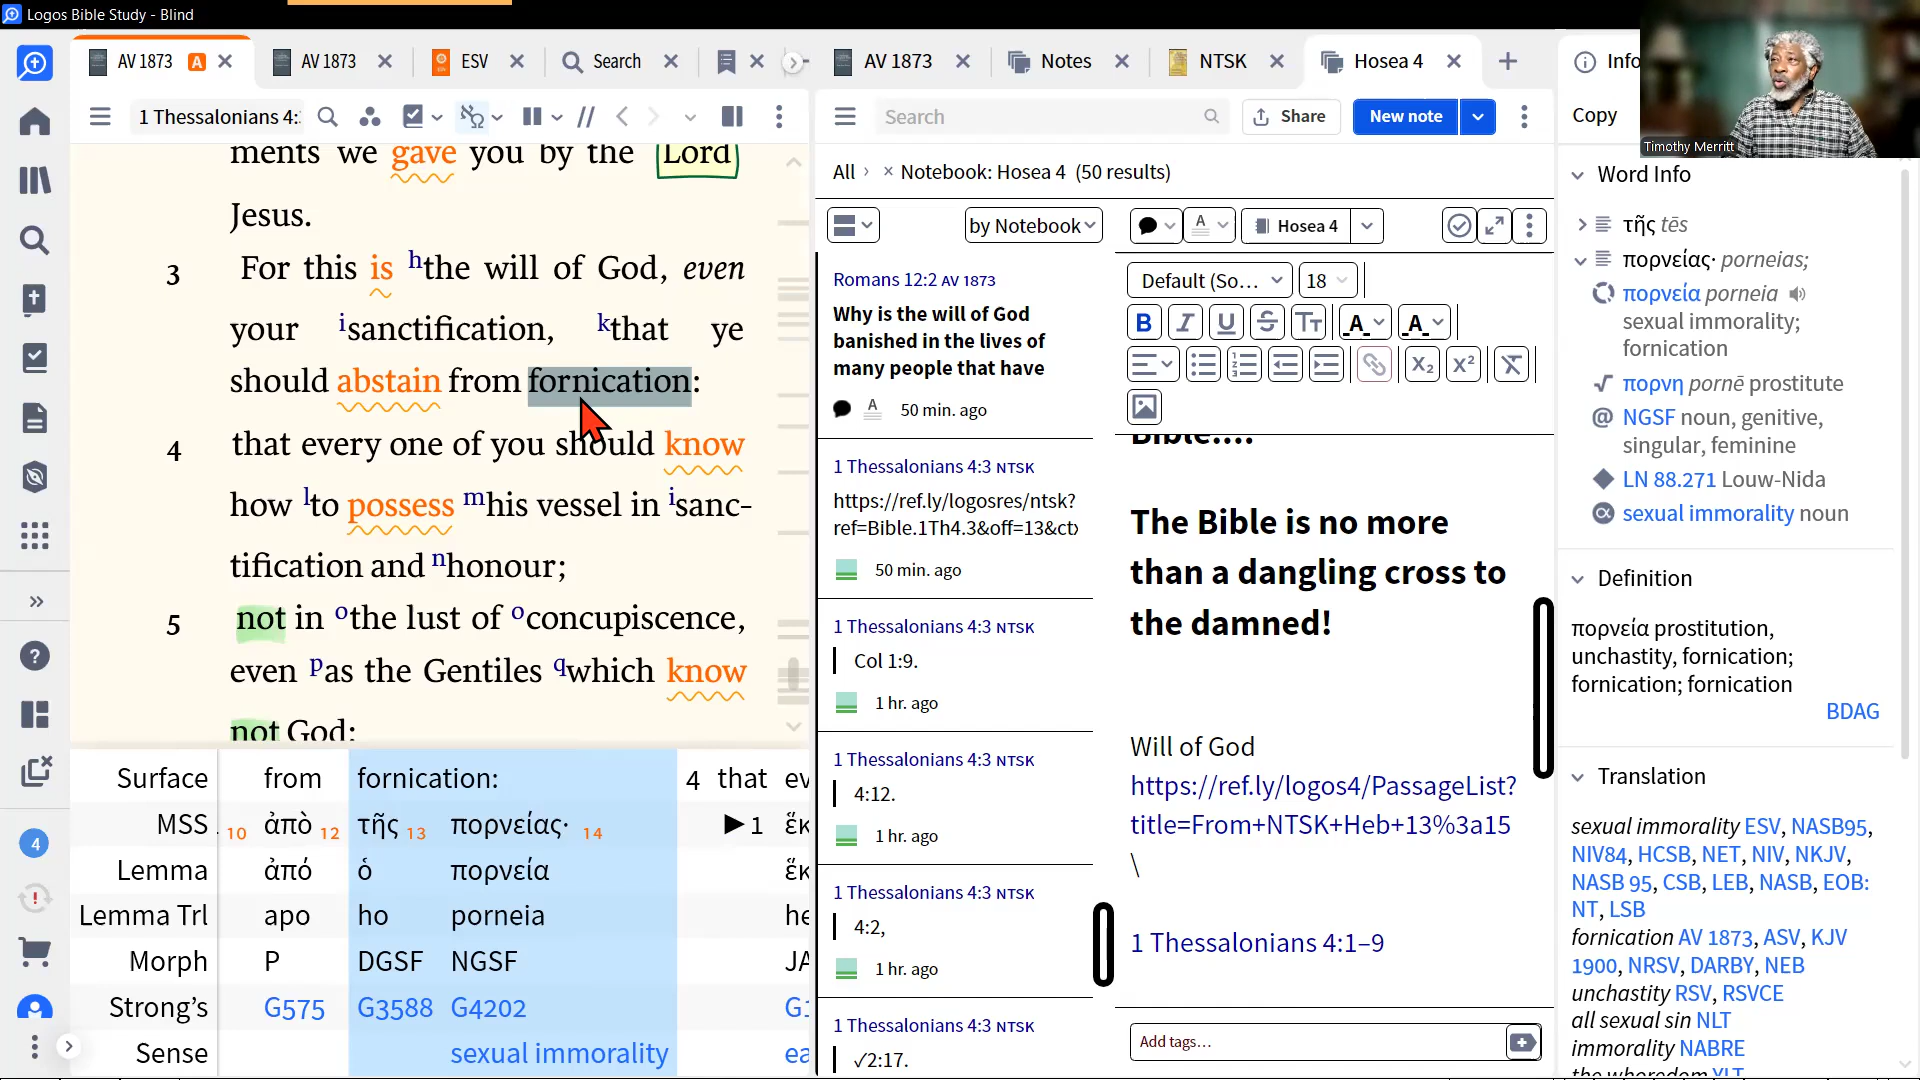 Logos Bible Study - Blind
AV 1873 A
AV 1873
ESV
Search
AV 1873
Notes
NTSK
Hosea 4
Info
1 Thessalonians 4:
Search
Share
New note
Copy
Timothy Merritt
ments we gave you by the Lord
Jesus.
3 For this is hthe will of God, even
your isanctification, kthat ye
should abstain from fornication:
4 that every one of you should know
how lto possess mhis vessel in isanc-
tification and nhonour;
5 not in othe lust of oconcupiscence,
even pas the Gentiles qwhich know
not God:
Surface from fornication: 4 that ev
MSS 10 ἀπὸ 12 τῆς 13 πορνείας· 14 ▶1 ἕκ
Lemma ἀπό ὁ πορνεία ἕκ
Lemma Trl apo ho porneia he
Morph P DGSF NGSF JA
Strong's G575 G3588 G4202 G1
Sense sexual immorality ea
4
All › × Notebook: Hosea 4 (50 results)
by Notebook
Hosea 4
Romans 12:2 AV 1873
Why is the will of God
banished in the lives of
many people that have
A 50 min. ago
1 Thessalonians 4:3 NTSK
https://ref.ly/logosres/ntsk?
ref=Bible.1Th4.3&off=13&ctx
50 min. ago
1 Thessalonians 4:3 NTSK
Col 1:9.
1 hr. ago
1 Thessalonians 4:3 NTSK
4:12.
1 hr. ago
1 Thessalonians 4:3 NTSK
4:2,
1 hr. ago
1 Thessalonians 4:3 NTSK
✓2:17.
Default (So... 18
B I U S Tт A A
X₂ X²
Bible....
The Bible is no more
than a dangling cross to
the damned!
Will of God
https://ref.ly/logos4/PassageList?
title=From+NTSK+Heb+13%3a15
\
1 Thessalonians 4:1–9
Add tags...
Word Info
τῆς tēs
πορνείας· porneias;
πορνεία porneia
sexual immorality;
fornication
πορνη pornē prostitute
@ NGSF noun, genitive,
singular, feminine
LN 88.271 Louw-Nida
sexual immorality noun
Definition
πορνεία prostitution,
unchastity, fornication;
fornication; fornication
BDAG
Translation
sexual immorality ESV, NASB95,
NIV84, HCSB, NET, NIV, NKJV,
NASB 95, CSB, LEB, NASB, EOB:
NT, LSB
fornication AV 1873, ASV, KJV
1900, NRSV, DARBY, NEB
unchastity RSV, RSVCE
all sexual sin NLT
immorality NABRE
the whoredom YLT